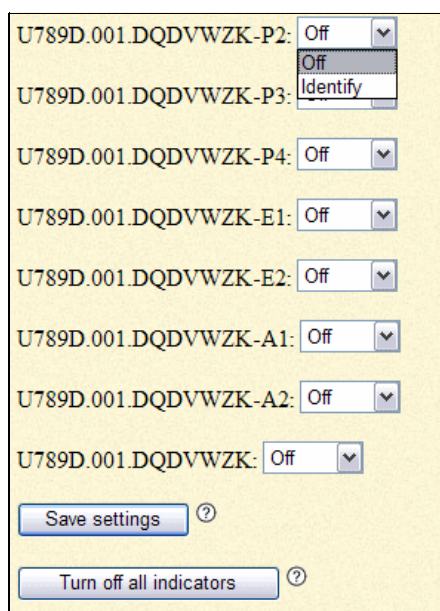 U789D.001.DQDVWZK-P2: Off
Off
Identify
U789D.001.DQDVWZK-P3:
U789D.001.DQDVWZK-P4: Off
U789D.001.DQDVWZK-E1: Off
U789D.001.DQDVWZK-E2: Off
U789D.001.DQDVWZK-A1: Off
U789D.001.DQDVWZK-A2: Off
U789D.001.DQDVWZK: Off
Save settings ?
Turn off all indicators ?